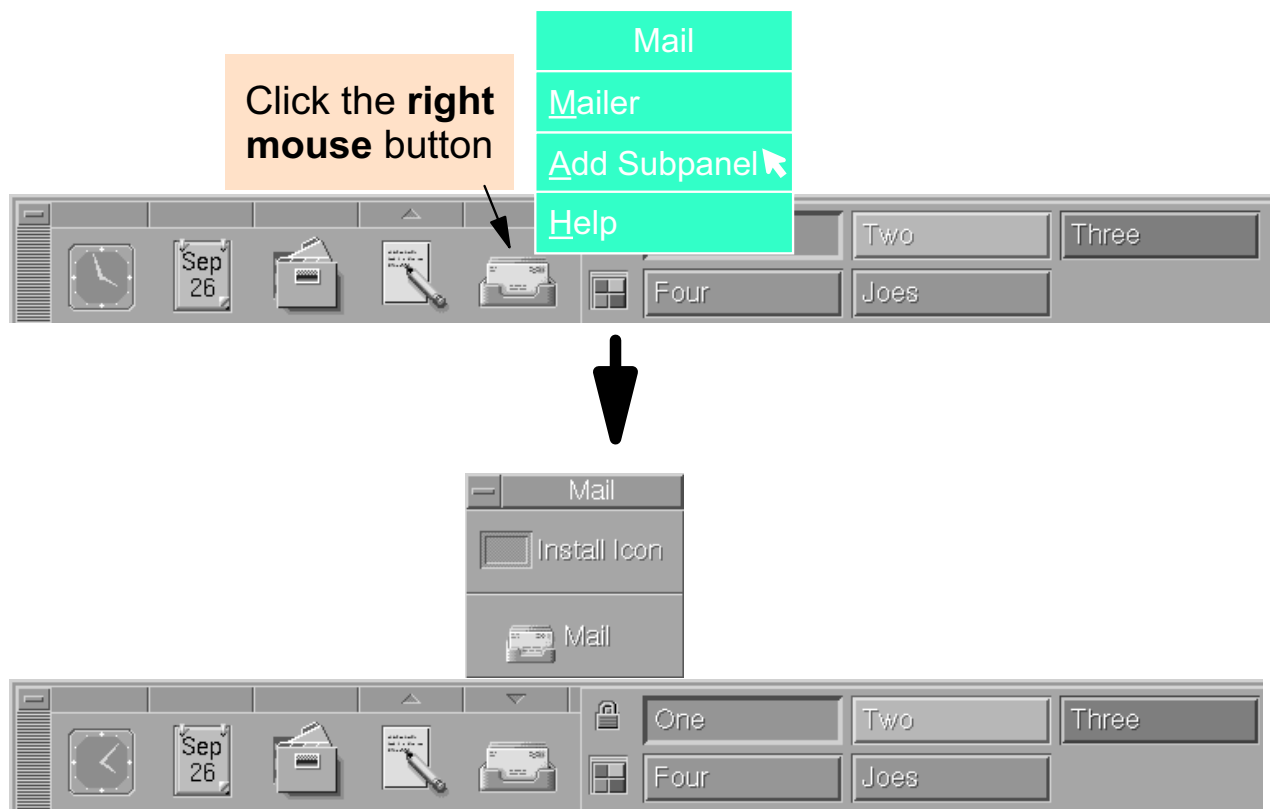 Mail
Click the right
mouse button
Mailer
Add Subpanel
Help
Sep
26
Two
Three
Four
Joes
Mail
Install Icon
Mail
Sep
26
One
Two
Three
Four
Joes